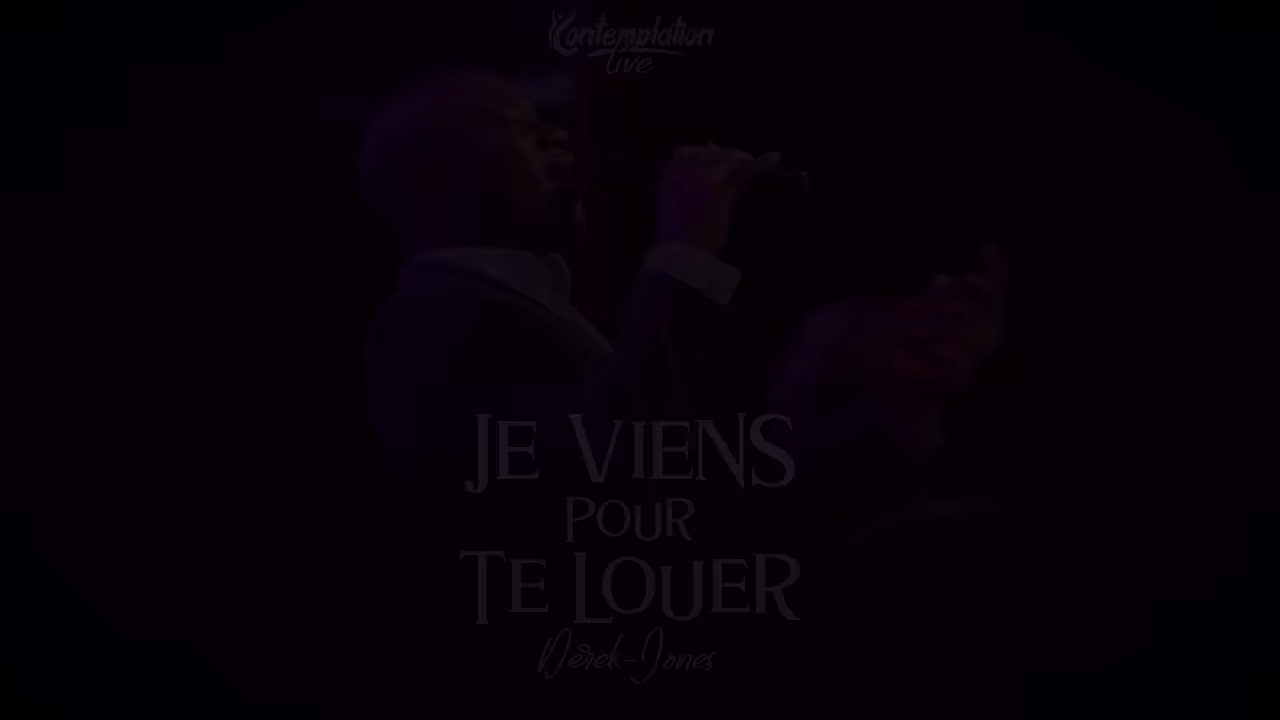 Contemplation
Live
JE VIENS
POUR
TE LOUER
Derek-Jones